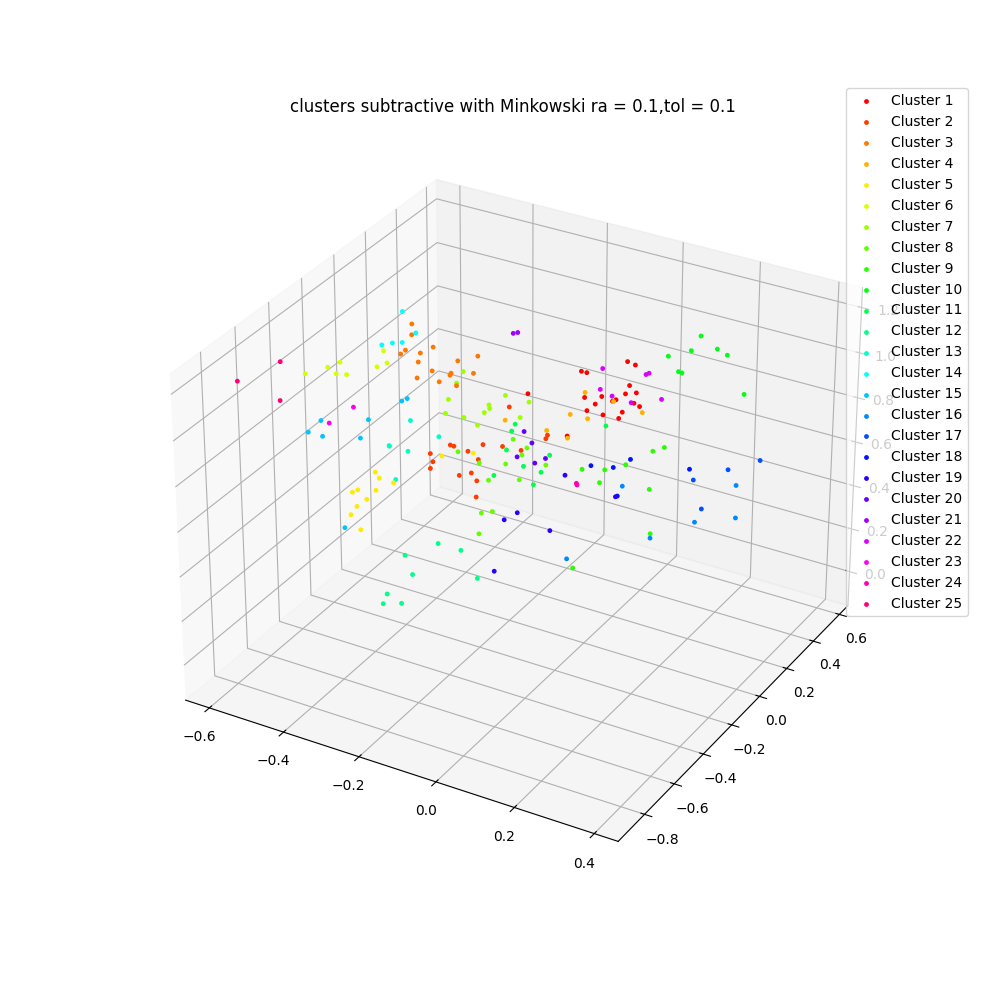 clusters subtractive with Minkowski ra = 0.1,tol = 0.1
Cluster 1
Cluster 2
Cluster 3
Cluster 4
Cluster 5
Cluster 6
Cluster 7
Cluster 8
Cluster 9
Cluster 10
Cluster 11
Cluster 12
Cluster 13
Cluster 14
Cluster 15
Cluster 16
Cluster 17
Cluster 18
Cluster 19
Cluster 20
Cluster 21
Cluster 22
Cluster 23
Cluster 24
Cluster 25
1.0
0.8
0.6
0.4
0.2
0.0
−0.6
−0.4
−0.2
0.0
0.2
0.4
0.6
0.4
0.2
0.0
−0.2
−0.4
−0.6
−0.8